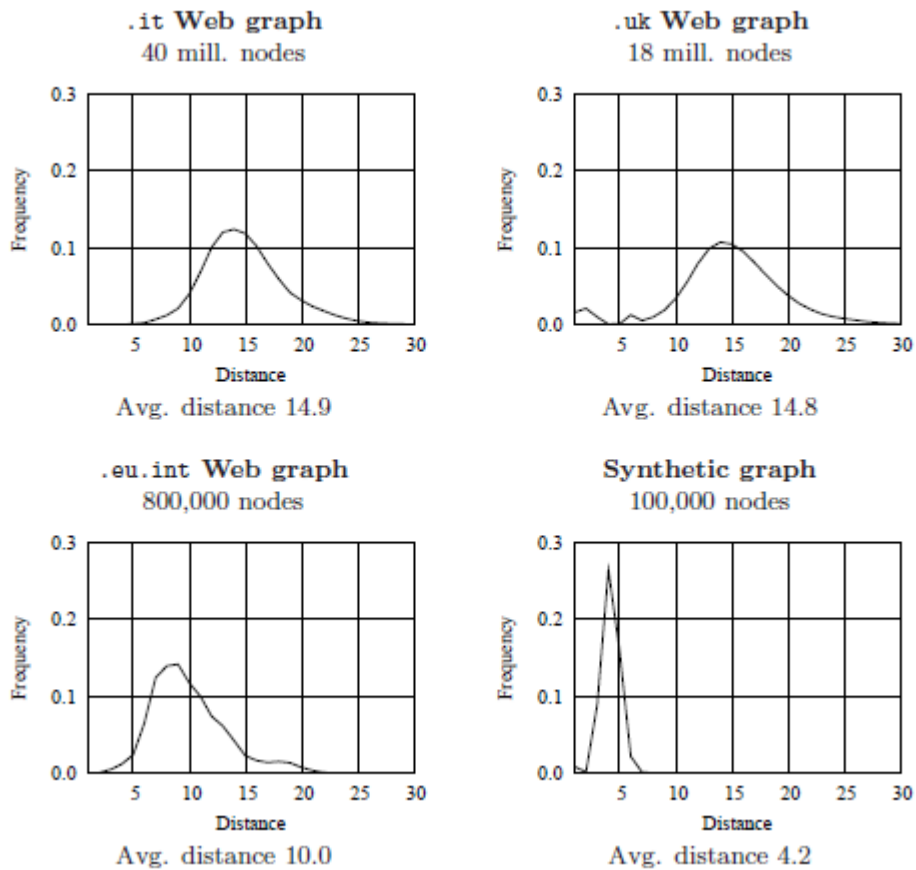 .it Web graph
40 mill. nodes
0.3
0.2
0.1
0.0
Frequency
5 10 15 20 25 30
Distance
Avg. distance 14.9
.uk Web graph
18 mill. nodes
0.3
0.2
0.1
0.0
Frequency
5 10 15 20 25 30
Distance
Avg. distance 14.8
.eu.int Web graph
800,000 nodes
0.3
0.2
0.1
0.0
Frequency
5 10 15 20 25 30
Distance
Avg. distance 10.0
Synthetic graph
100,000 nodes
0.3
0.2
0.1
0.0
Frequency
5 10 15 20 25 30
Distance
Avg. distance 4.2